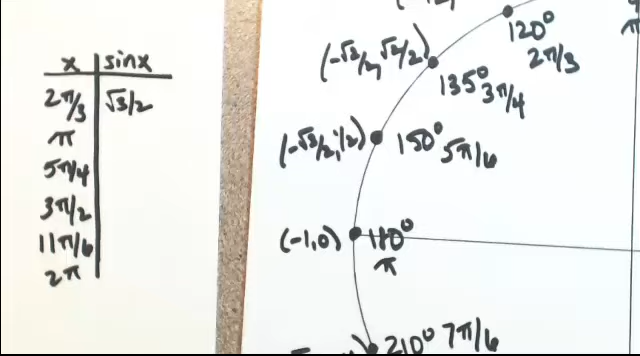 x sinx
2π/3 √3/2
π
5π/4
3π/2
11π/6
2π
120°
2π/3
(-√2/2, √2/2)
135° 3π/4
(-√3/2, 1/2) 150° 5π/6
(-1,0) 180°
π
210° 7π/6